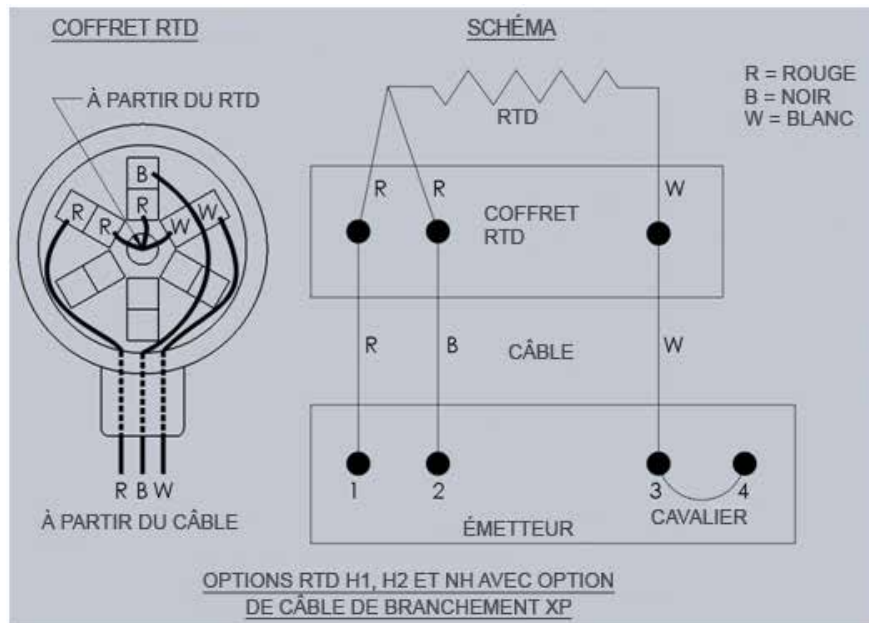 COFFRET RTD
SCHÉMA
À PARTIR DU RTD
R = ROUGE
B = NOIR
W = BLANC
RTD
B
R
R
R
W
W
R
R
W
COFFRET
RTD
R
B
CÂBLE
W
R B W
À PARTIR DU CÂBLE
1
2
3
4
ÉMETTEUR
CAVALIER
OPTIONS RTD H1, H2 ET NH AVEC OPTION
DE CÂBLE DE BRANCHEMENT XP